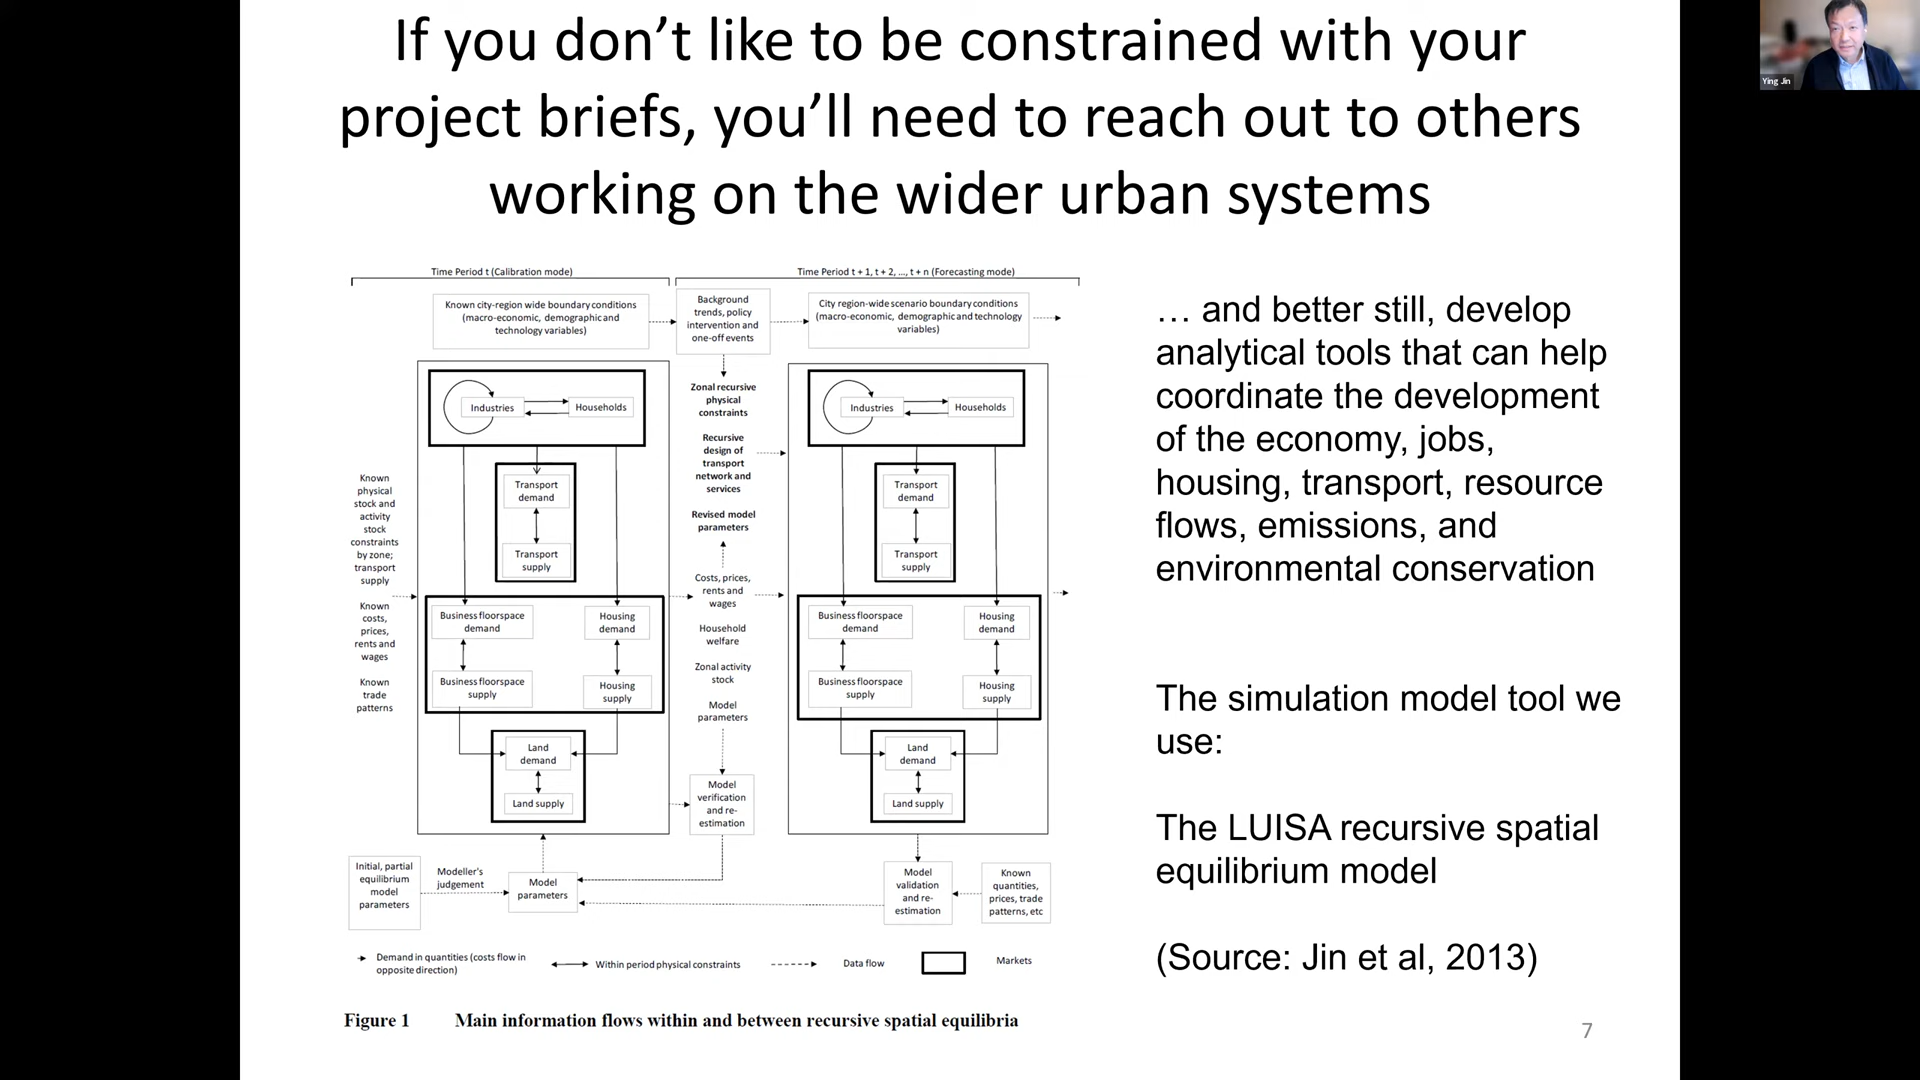 If you don’t like to be constrained with your
project briefs, you’ll need to reach out to others
working on the wider urban systems
Ying Jin
Time Period t (Calibration mode)
Time Period t + 1, t + 2, ..., t + n (Forecasting mode)
Known city-region wide boundary conditions
(macro-economic, demographic and
technology variables)
Background
trends, policy
intervention and
one-off events
City region-wide scenario boundary conditions
(macro-economic, demographic and technology
variables)
Industries
Households
Transport
demand
Transport
supply
Known
physical
stock and
activity
stock
constraints
by zone;
transport
supply
Known
costs,
prices,
rents and
wages
Known
trade
patterns
Business floorspace
demand
Housing
demand
Business floorspace
supply
Housing
supply
Land
demand
Land supply
Zonal recursive
physical
constraints
Recursive
design of
transport
network and
services
Revised model
parameters
Costs, prices,
rents and
wages
Household
welfare
Zonal activity
stock
Model
parameters
Model
verification
and re-
estimation
Industries
Households
Transport
demand
Transport
supply
Business floorspace
demand
Housing
demand
Business floorspace
supply
Housing
supply
Land
demand
Land supply
Initial, partial
equilibrium
model
parameters
Modeller's
judgement
Model
parameters
Model
validation
and re-
estimation
Known
quantities,
prices, trade
patterns, etc
Demand in quantities (costs flow in
opposite direction)
Within period physical constraints
Data flow
Markets
Figure 1 Main information flows within and between recursive spatial equilibria
… and better still, develop
analytical tools that can help
coordinate the development
of the economy, jobs,
housing, transport, resource
flows, emissions, and
environmental conservation
The simulation model tool we
use:
The LUISA recursive spatial
equilibrium model
(Source: Jin et al, 2013)
7